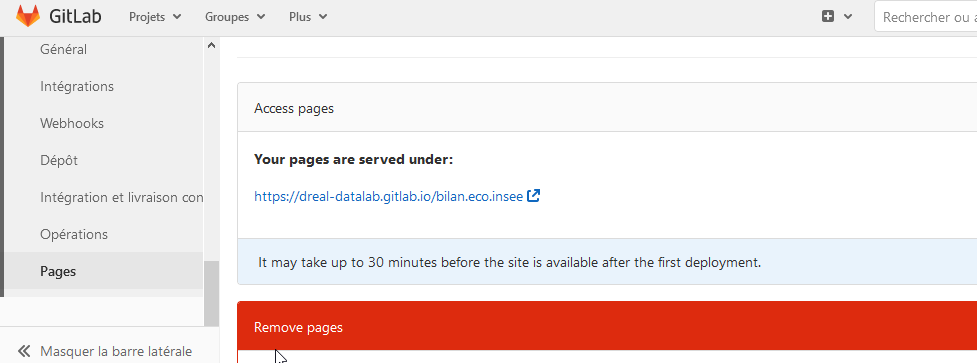 GitLab Projets Groupes Plus Rechercher ou a
Général
Intégrations
Webhooks
Dépôt
Intégration et livraison con
Opérations
Pages
Masquer la barre latérale
Access pages
Your pages are served under:
https://dreal-datalab.gitlab.io/bilan.eco.insee
It may take up to 30 minutes before the site is available after the first deployment.
Remove pages